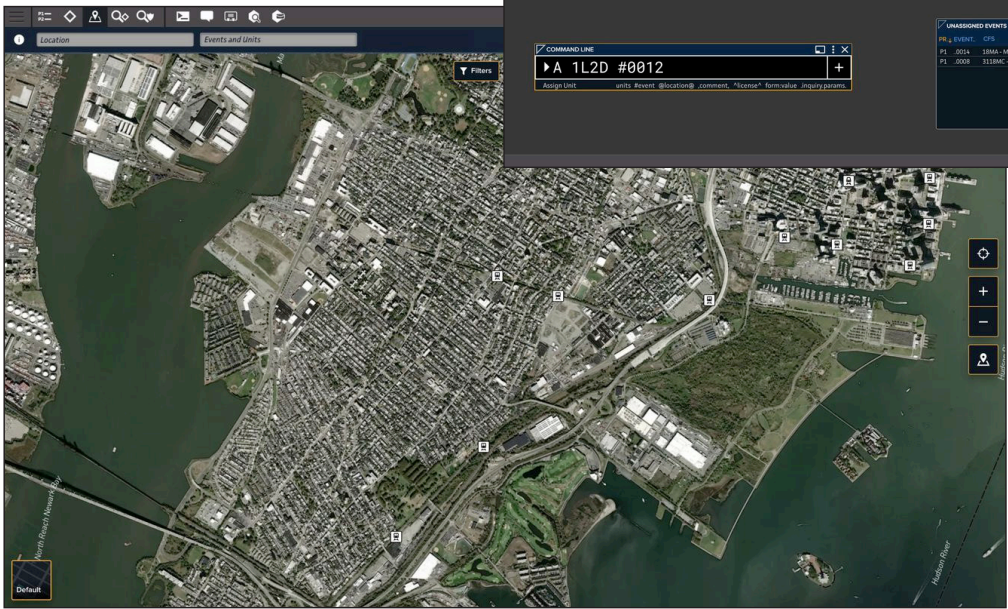 P1
P2
Location
Events and Units
Filters
COMMAND LINE
A 1L2D #0012
Assign Unit units #event @location@ ,comment, ^license^ form:value .inquiry.params.
UNASSIGNED EVENTS
PR. EVENT.. CFS
P1 ..0014 18MA - M
P1 ..0008 3118MC -
North Reach Newark Bay
Hudson River
Default